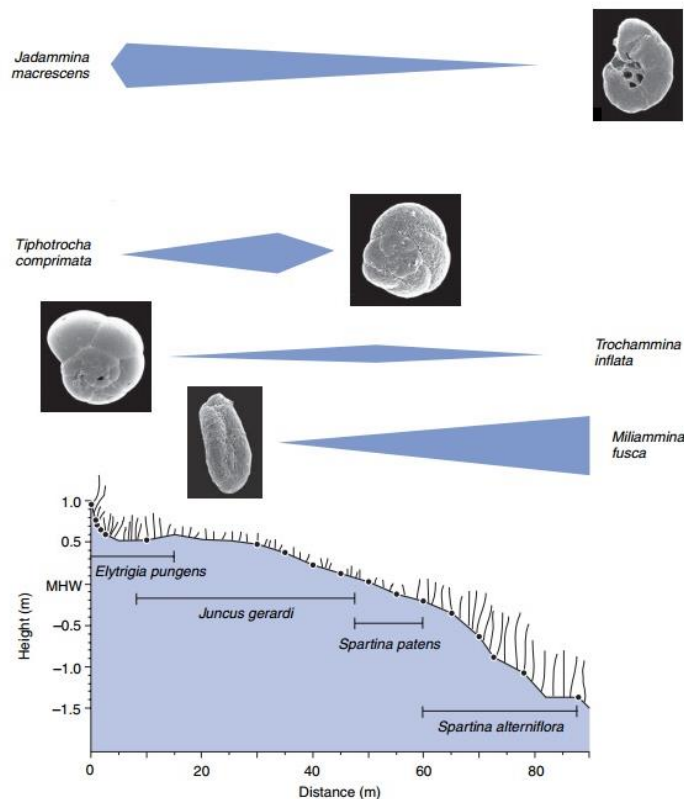 Jadammina
macrescens
Tiphotrocha
comprimata
Trochammina
inflata
Miliammina
fusca
1.0
0.5
MHW
−0.5
−1.0
−1.5
Height (m)
Elytrigia pungens
Juncus gerardi
Spartina patens
Spartina alterniflora
0 20 40 60 80
Distance (m)